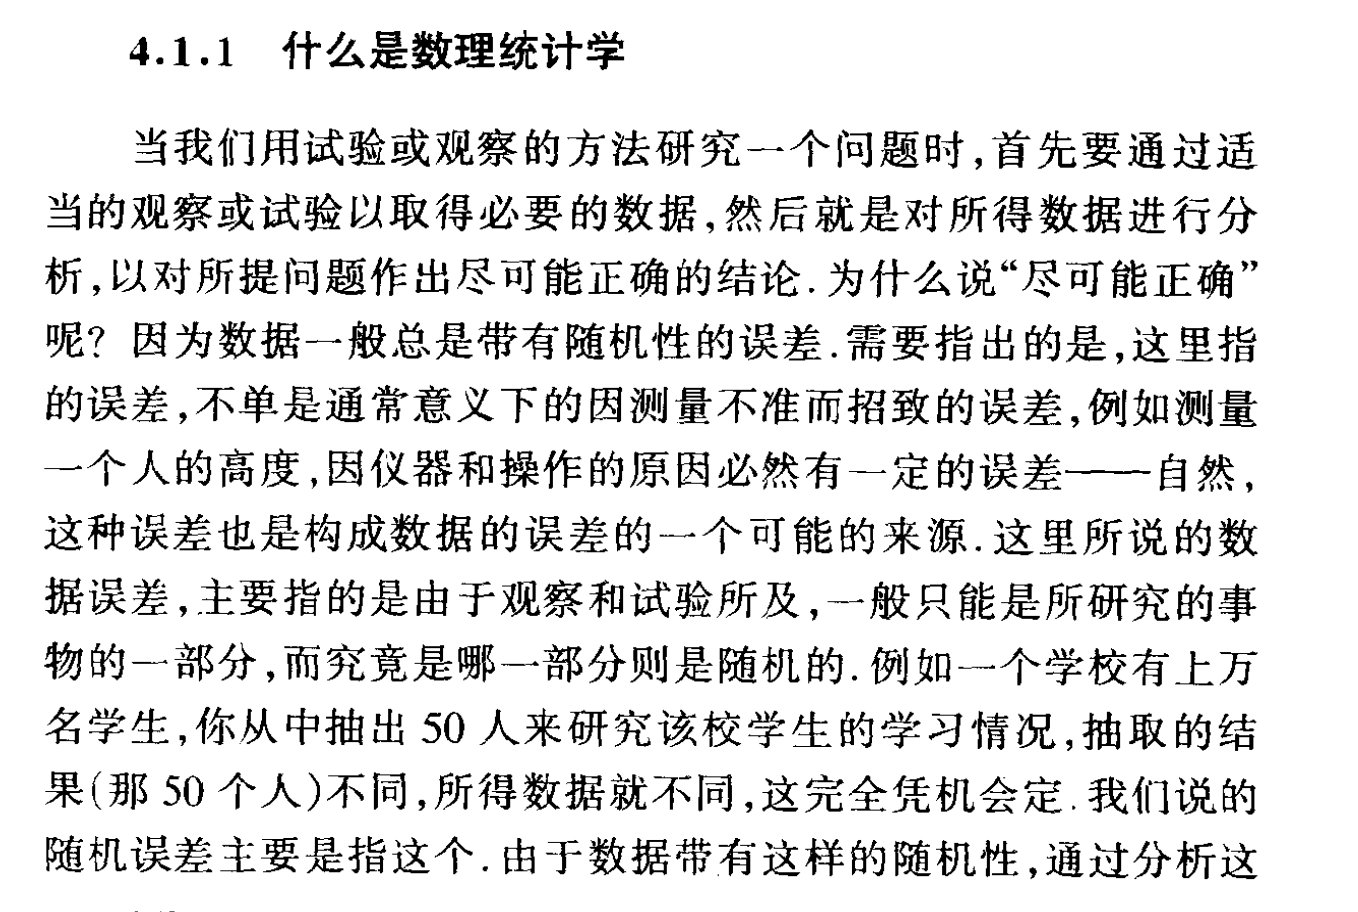 4.1.1 什么是数理统计学
当我们用试验或观察的方法研究一个问题时,首先要通过适
当的观察或试验以取得必要的数据,然后就是对所得数据进行分
析,以对所提问题作出尽可能正确的结论.为什么说“尽可能正确”
呢? 因为数据一般总是带有随机性的误差.需要指出的是,这里指
的误差,不单是通常意义下的因测量不准而招致的误差,例如测量
一个人的高度,因仪器和操作的原因必然有一定的误差——自然,
这种误差也是构成数据的误差的一个可能的来源.这里所说的数
据误差,主要指的是由于观察和试验所及,一般只能是所研究的事
物的一部分,而究竟是哪一部分则是随机的.例如一个学校有上万
名学生,你从中抽出 50 人来研究该校学生的学习情况,抽取的结
果(那 50 个人)不同,所得数据就不同,这完全凭机会定.我们说的
随机误差主要是指这个.由于数据带有这样的随机性,通过分析这